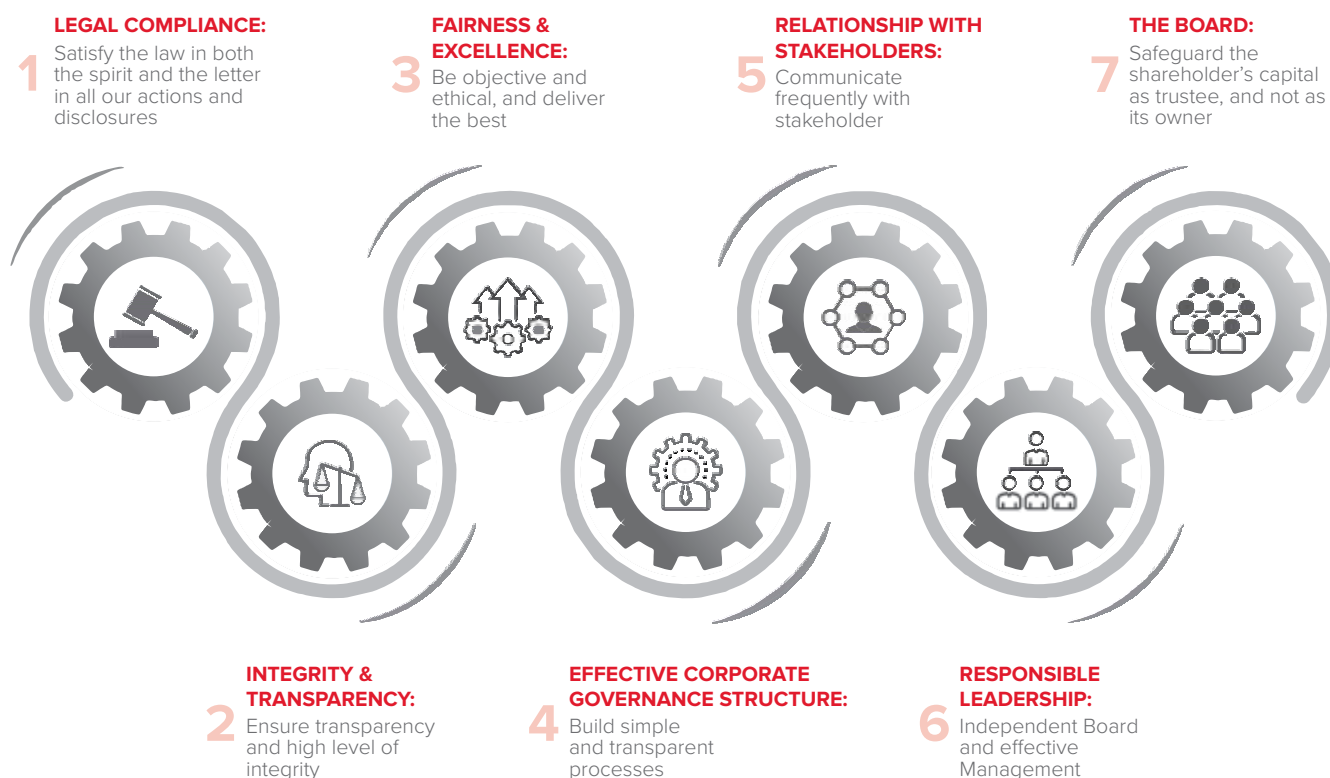 LEGAL COMPLIANCE:
1
Satisfy the law in both
the spirit and the letter
in all our actions and
disclosures
INTEGRITY &
TRANSPARENCY:
2
Ensure transparency
and high level of
integrity
FAIRNESS &
EXCELLENCE:
3
Be objective and
ethical, and deliver
the best
EFFECTIVE CORPORATE
GOVERNANCE STRUCTURE:
4
Build simple
and transparent
processes
RELATIONSHIP WITH
STAKEHOLDERS:
5
Communicate
frequently with
stakeholder
RESPONSIBLE
LEADERSHIP:
6
Independent Board
and effective
Management
THE BOARD:
7
Safeguard the
shareholder’s capital
as trustee, and not as
its owner